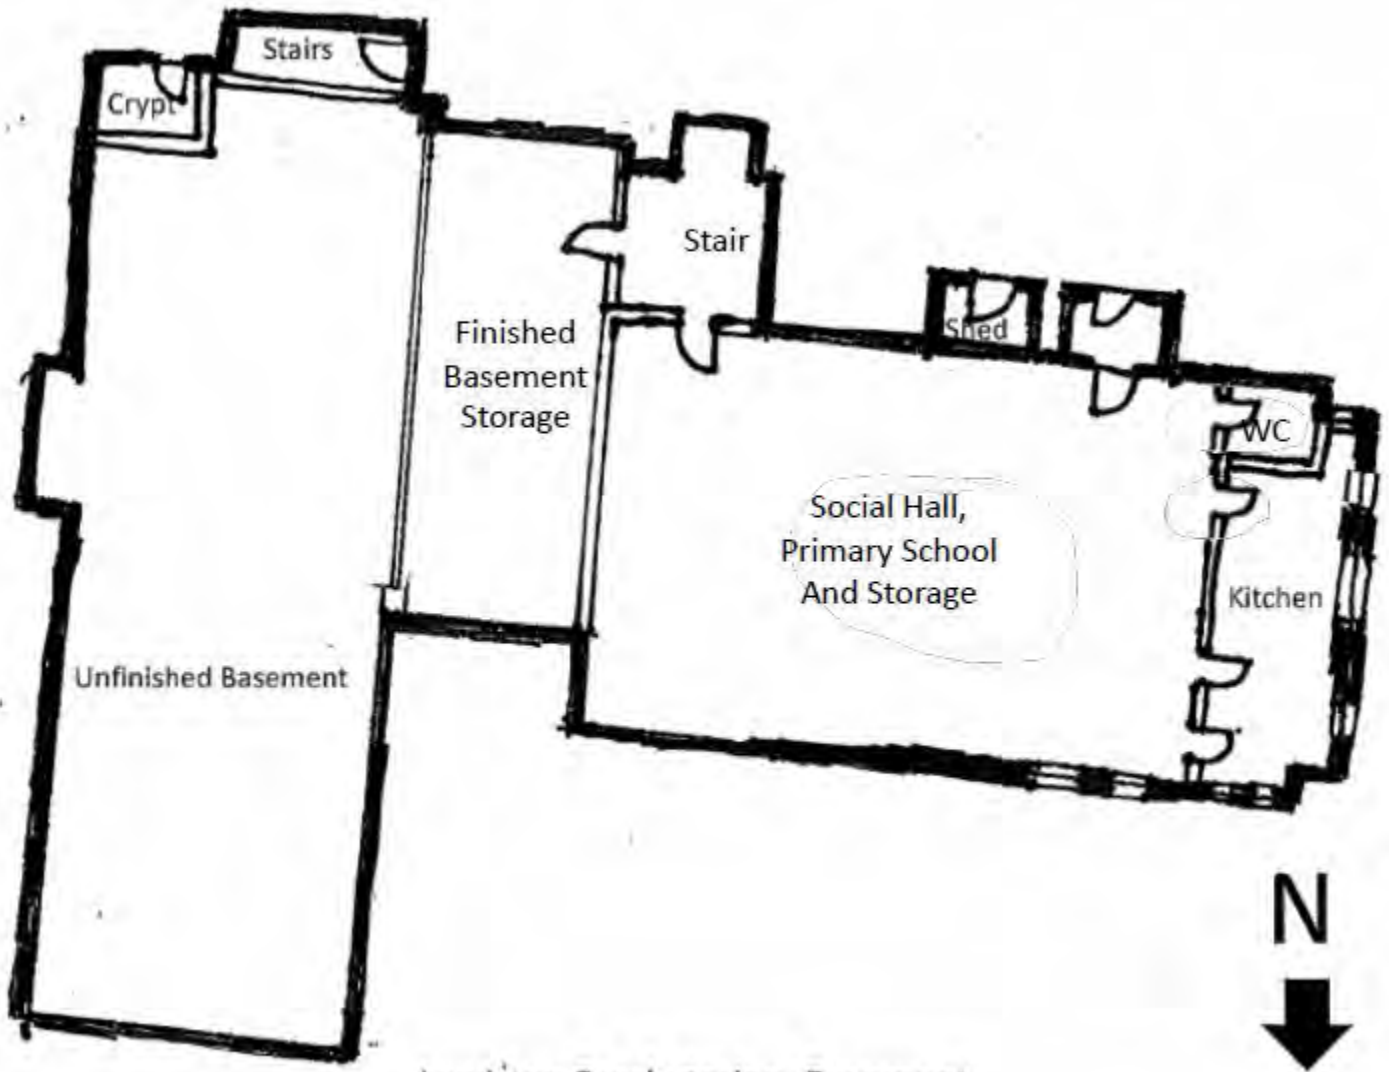 Stairs
Crypt
Stair
Shed
Finished
Basement
Storage
WC
Social Hall,
Primary School
And Storage
Kitchen
Unfinished Basement
N